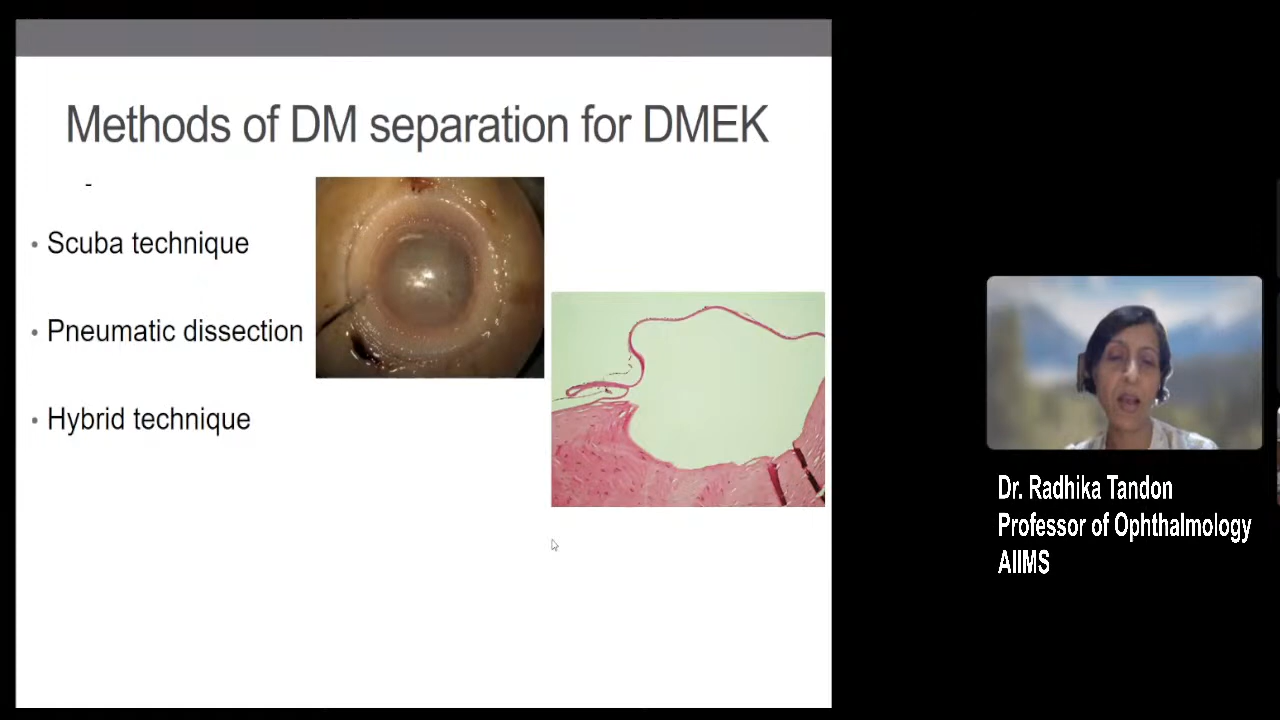 Methods of DM separation for DMEK
-
• Scuba technique
• Pneumatic dissection
• Hybrid technique
Dr. Radhika Tandon
Professor of Ophthalmology
AIIMS